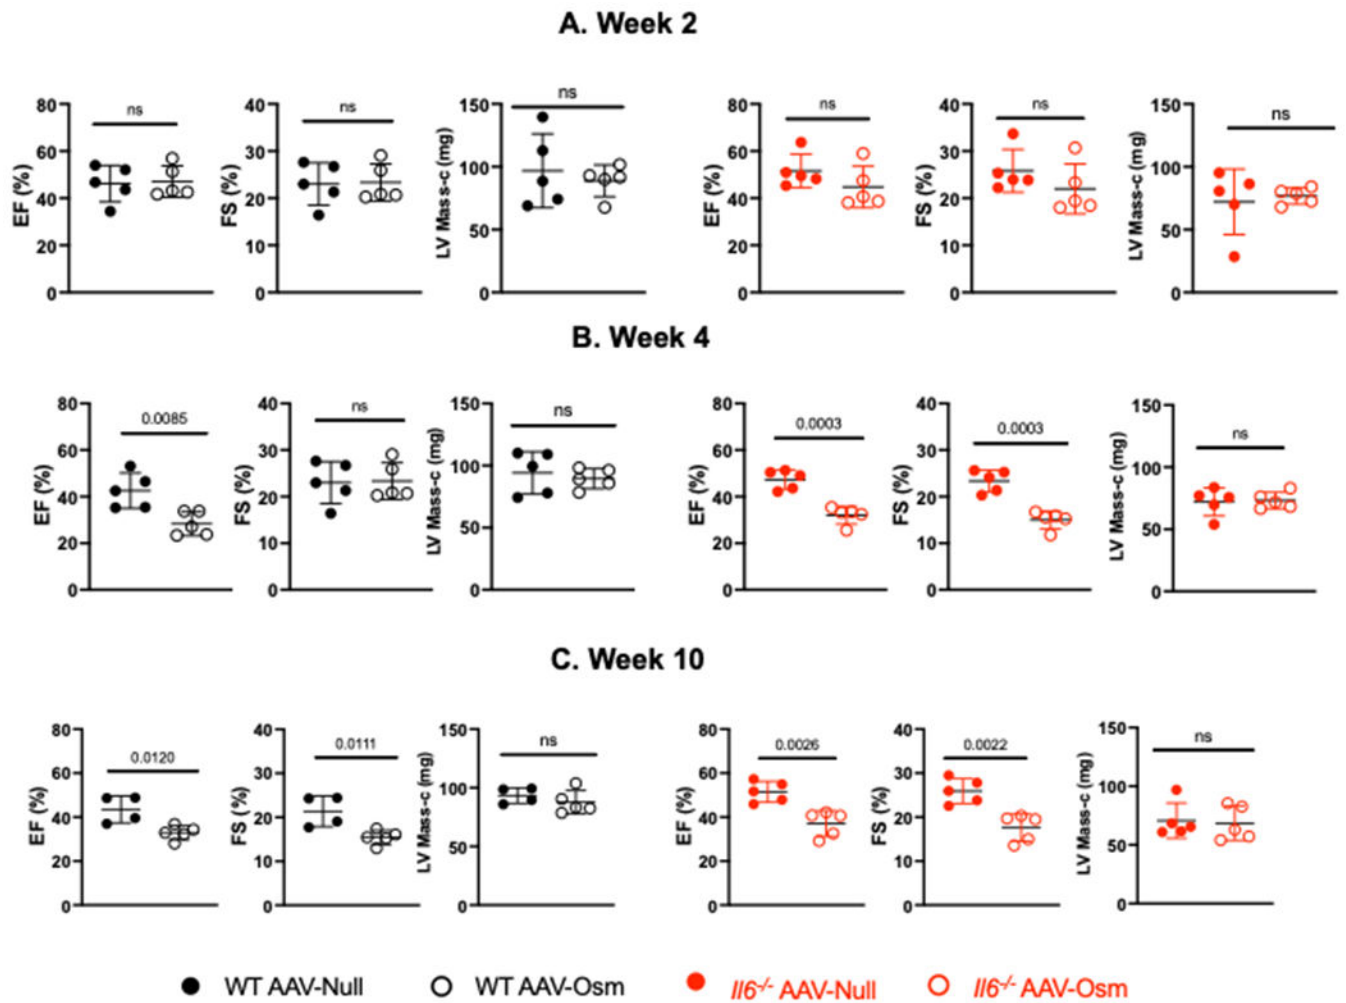 A. Week 2
80
60
40
20
0
EF (%)
ns
40
30
20
10
0
FS (%)
ns
150
100
50
0
LV Mass-c (mg)
ns
80
60
40
20
0
EF (%)
ns
40
30
20
10
0
FS (%)
ns
150
100
50
0
LV Mass-c (mg)
ns
B. Week 4
80
60
40
20
0
EF (%)
0.0085
40
30
20
10
0
FS (%)
ns
150
100
50
0
LV Mass-c (mg)
ns
80
60
40
20
0
EF (%)
0.0003
40
30
20
10
0
FS (%)
0.0003
150
100
50
0
LV Mass-c (mg)
ns
C. Week 10
80
60
40
20
0
EF (%)
0.0120
40
30
20
10
0
FS (%)
0.0111
150
100
50
0
LV Mass-c (mg)
ns
80
60
40
20
0
EF (%)
0.0026
40
30
20
10
0
FS (%)
0.0022
150
100
50
0
LV Mass-c (mg)
ns
WT AAV-Null
WT AAV-Osm
Il6-/- AAV-Null
Il6-/- AAV-Osm